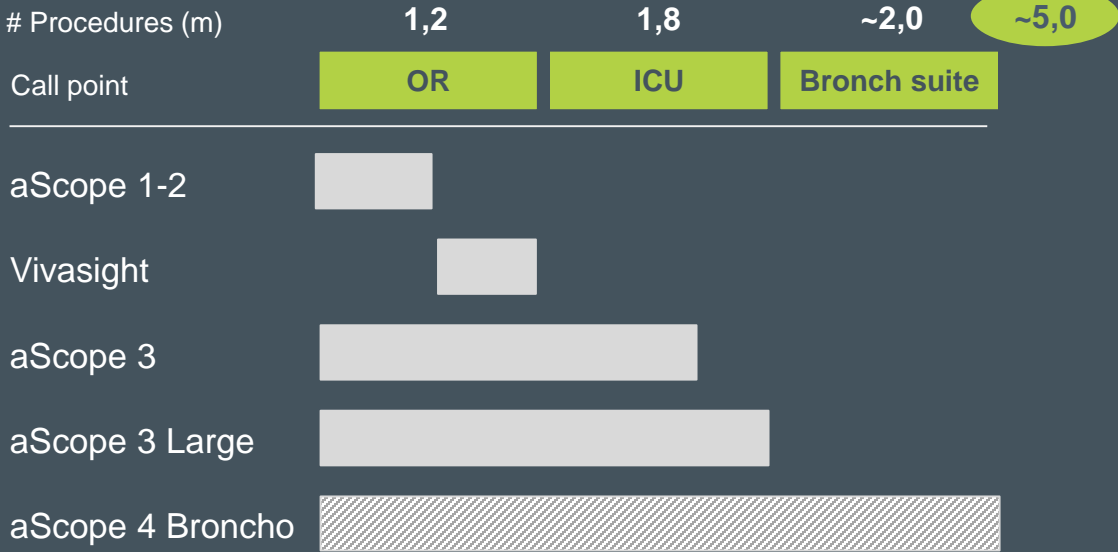 # Procedures (m) 1,2 1,8 ~2,0 ~5,0
Call point OR ICU Bronch suite
aScope 1-2
Vivasight
aScope 3
aScope 3 Large
aScope 4 Broncho